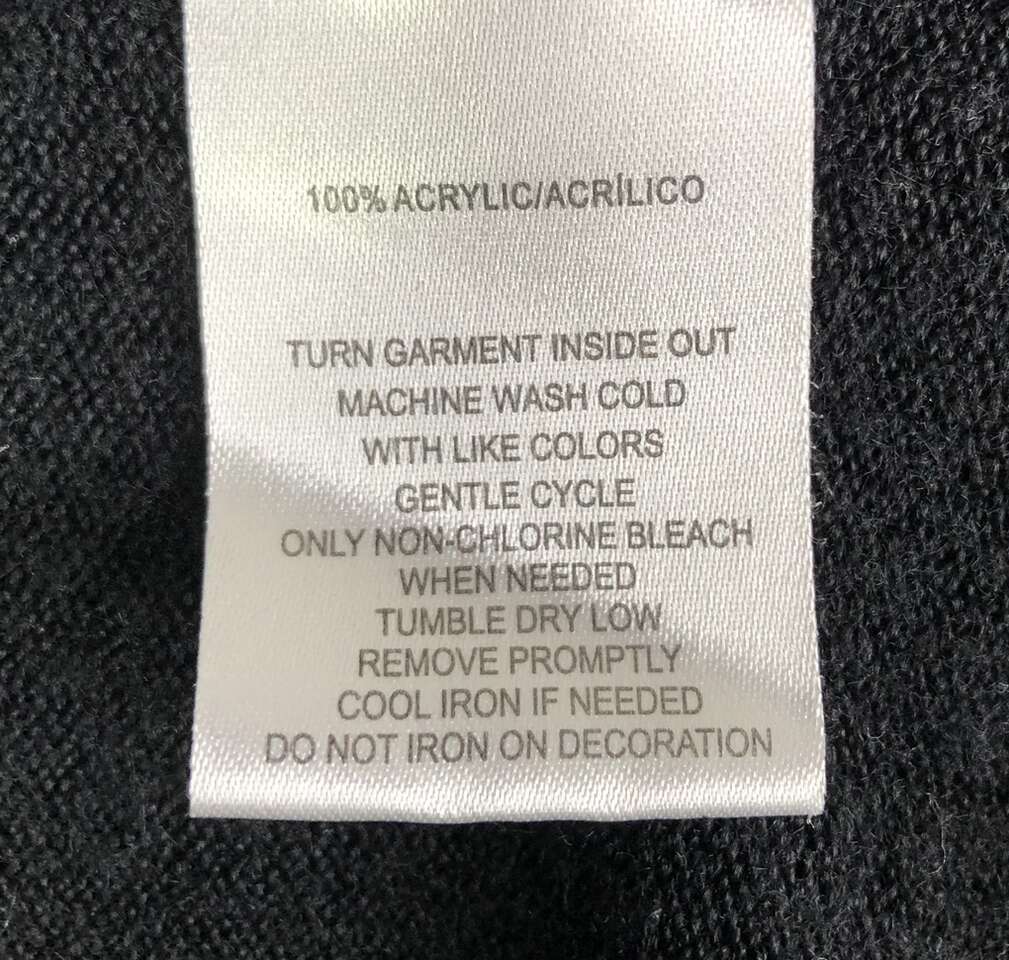 100% ACRYLIC/ACRÍLICO
TURN GARMENT INSIDE OUT
MACHINE WASH COLD
WITH LIKE COLORS
GENTLE CYCLE
ONLY NON-CHLORINE BLEACH
WHEN NEEDED
TUMBLE DRY LOW
REMOVE PROMPTLY
COOL IRON IF NEEDED
DO NOT IRON ON DECORATION